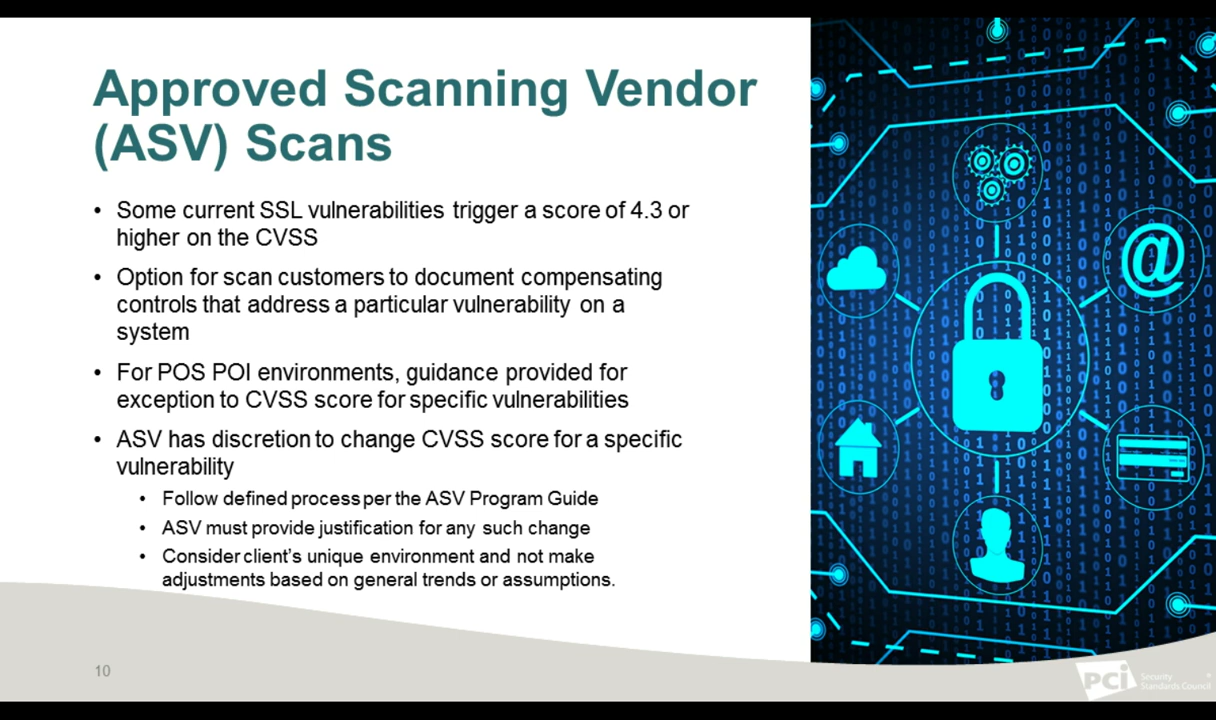 Approved Scanning Vendor
(ASV) Scans
• Some current SSL vulnerabilities trigger a score of 4.3 or
higher on the CVSS
• Option for scan customers to document compensating
controls that address a particular vulnerability on a
system
• For POS POI environments, guidance provided for
exception to CVSS score for specific vulnerabilities
• ASV has discretion to change CVSS score for a specific
vulnerability
• Follow defined process per the ASV Program Guide
• ASV must provide justification for any such change
• Consider client's unique environment and not make
adjustments based on general trends or assumptions.
@
10
PCi Security
Standards Council